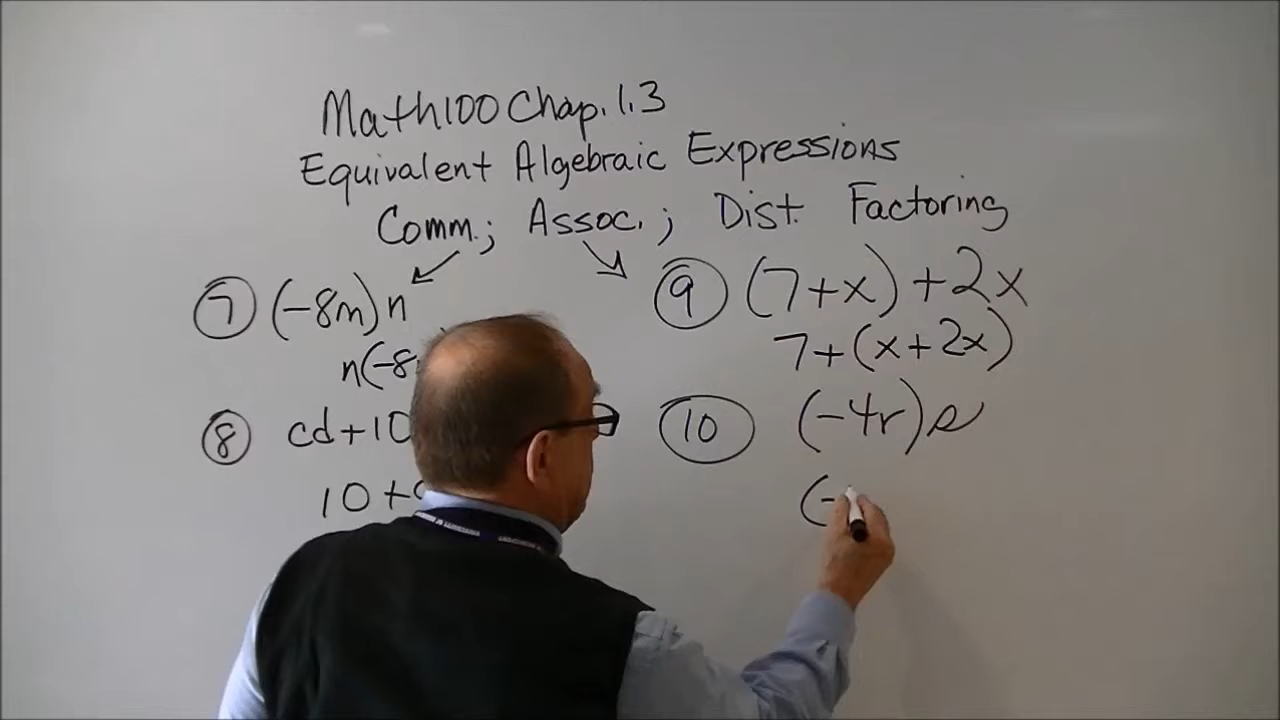 Math100 Chap. 1.3
Equivalent Algebraic Expressions
Comm.; Assoc.; Dist. Factoring
7 (-8m)n
n(-8
8 cd+10
10+
9 (7+x)+2x
7+(x+2x)
10 (-4r)s
(-